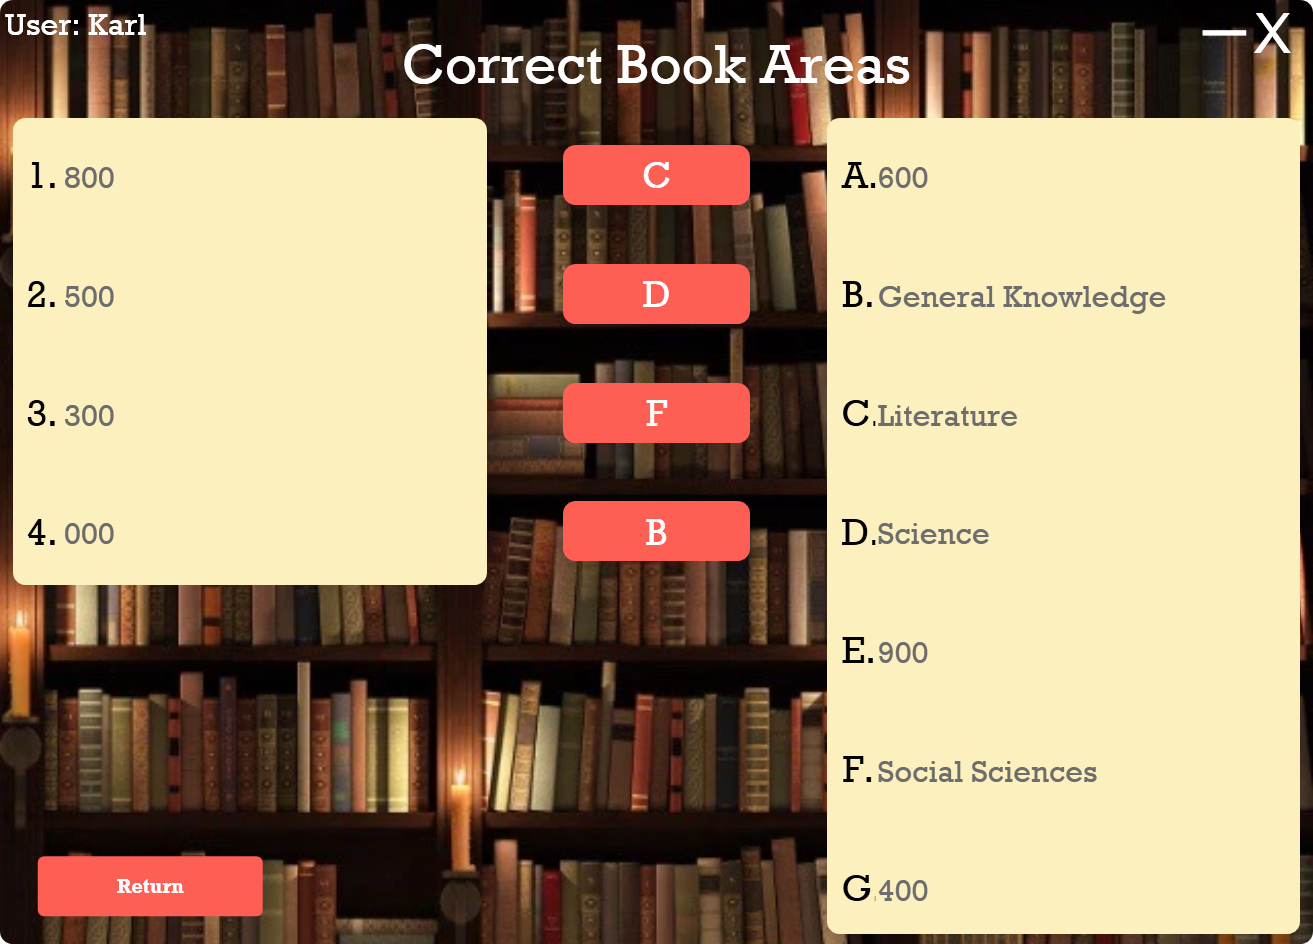 User: Karl
— X
Correct Book Areas
1. 800
2. 500
3. 300
4. 000
C
D
F
B
A. 600
B. General Knowledge
C. Literature
D. Science
E. 900
F. Social Sciences
G. 400
Return